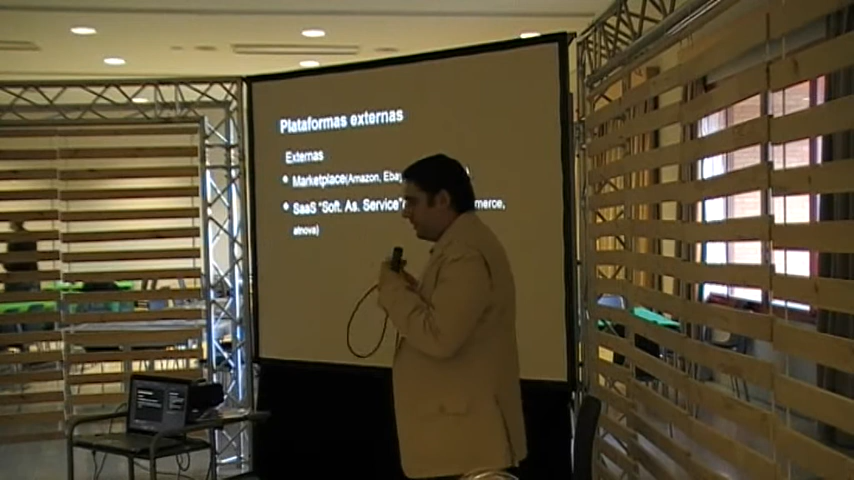 Plataformas externas
Externas
Marketplace(Amazon, Ebay
SaaS "Soft. As. Service" merce,
atnova)